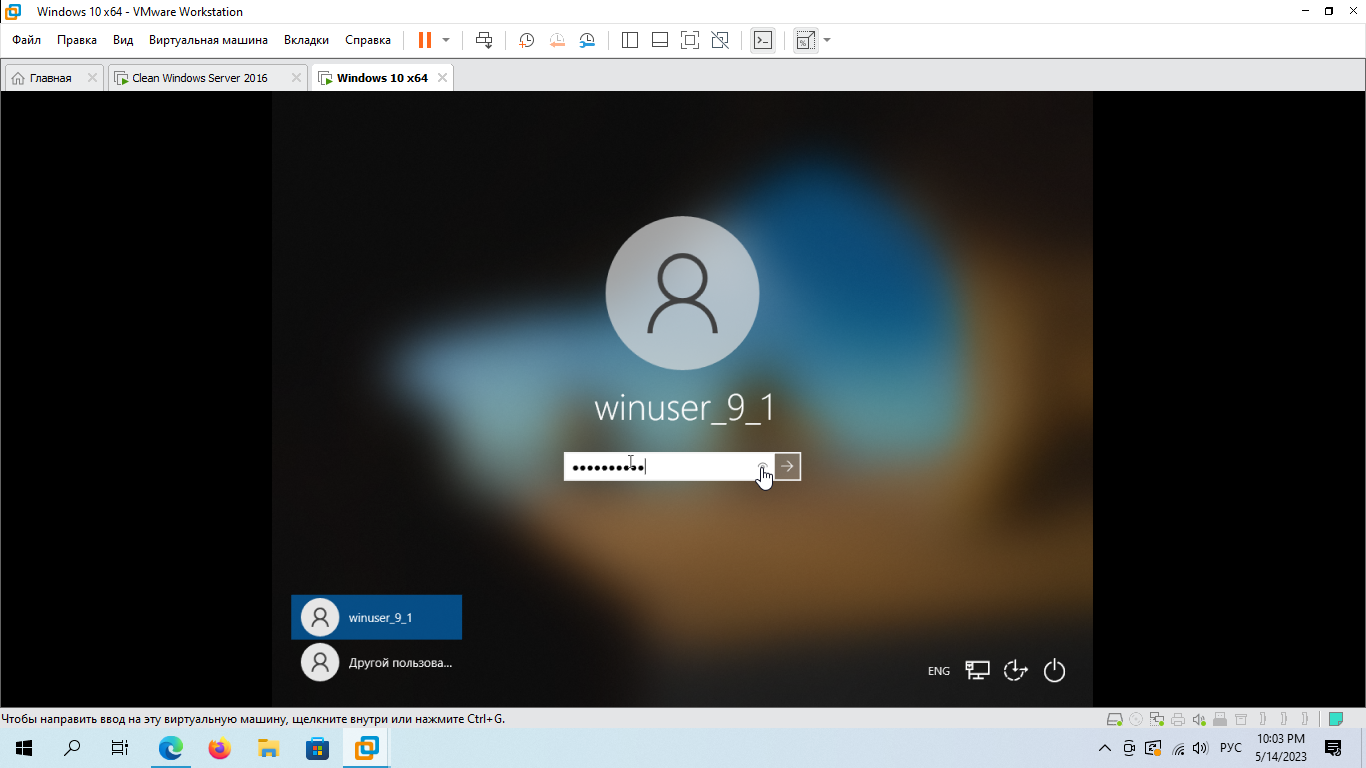 Windows 10 x64 - VMware Workstation
Файл Правка Вид Виртуальная машина Вкладки Справка
Главная Clean Windows Server 2016 Windows 10 x64
winuser_9_1
winuser_9_1
Другой пользова...
ENG
Чтобы направить ввод на эту виртуальную машину, щелкните внутри или нажмите Ctrl+G.
РУС
10:03 PM
5/14/2023